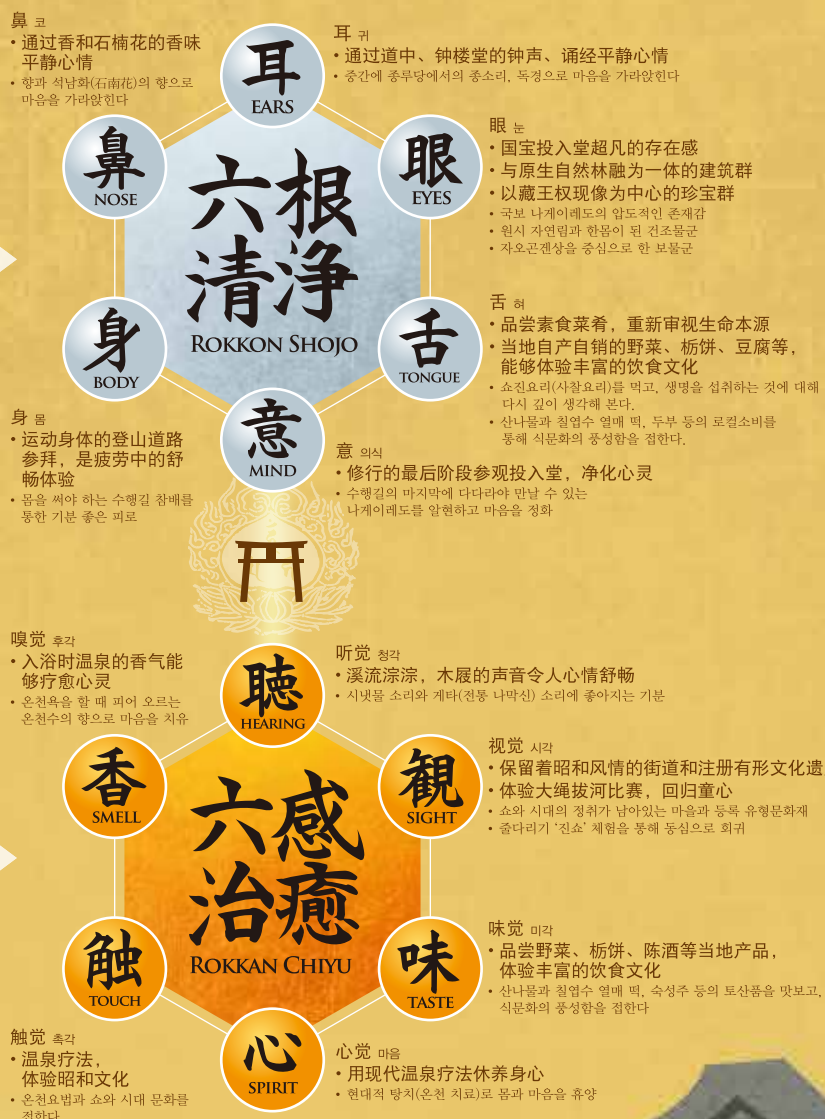 鼻 코
• 通过香和石楠花的香味
平静心情
• 향과 석남화(石南花)의 향으로
마음을 가라앉힌다
耳
EARS
耳 귀
• 通过道中、钟楼堂的钟声、诵经平静心情
• 중간에 종루당에서의 종소리, 독경으로 마음을 가라앉힌다
鼻
NOSE
六根
清浄
ROKKON SHOJO
眼
EYES
眼 눈
• 国宝投入堂超凡的存在感
• 与原生自然林融为一体的建筑群
• 以藏王权现像为中心的珍宝群
• 국보 나게이레도의 압도적인 존재감
• 원시 자연림과 한몸이 된 건조물군
• 자오곤겐상을 중심으로 한 보물군
身
BODY
舌
TONGUE
舌 혀
• 品尝素食菜肴，重新审视生命本源
• 当地自产自销的野菜、枥饼、豆腐等，
能够体验丰富的饮食文化
• 쇼진요리(사찰요리)를 먹고, 생명을 섭취하는 것에 대해
다시 깊이 생각해 본다.
• 산나물과 칠엽수 열매 떡, 두부 등의 로컬소비를
통해 식문화의 풍성함을 접한다.
身 몸
• 运动身体的登山道路
参拜，是疲劳中的舒
畅体验
• 몸을 써야 하는 수행길 참배를
통한 기분 좋은 피로
意
MIND
意 의식
• 修行的最后阶段参观投入堂，净化心灵
• 수행길의 마지막에 다다라야 만날 수 있는
나게이레도를 알현하고 마음을 정화
嗅觉 후각
• 入浴时温泉的香气能
够疗愈心灵
• 온천욕을 할 때 피어 오르는
온천수의 향으로 마음을 치유
聴
HEARING
听觉 청각
• 溪流淙淙，木屐的声音令人心情舒畅
• 시냇물 소리와 게타(전통 나막신) 소리에 좋아지는 기분
香
SMELL
六感
治癒
ROKKAN CHIYU
観
SIGHT
视觉 시각
• 保留着昭和风情的街道和注册有形文化遗
• 体验大绳拔河比赛，回归童心
• 쇼와 시대의 정취가 남아있는 마을과 등록 유형문화재
• 줄다리기 ‘진쇼’ 체험을 통해 동심으로 회귀
触
TOUCH
味
TASTE
味觉 미각
• 品尝野菜、枥饼、陈酒等当地产品，
体验丰富的饮食文化
• 산나물과 칠엽수 열매 떡, 숙성주 등의 토산품을 맛보고,
식문화의 풍성함을 접한다
触觉 촉각
• 温泉疗法，
体验昭和文化
• 온천요법과 쇼와 시대 문화를
접한다
心
SPIRIT
心觉 마음
• 用现代温泉疗法休养身心
• 현대적 탕치(온천 치료)로 몸과 마음을 휴양